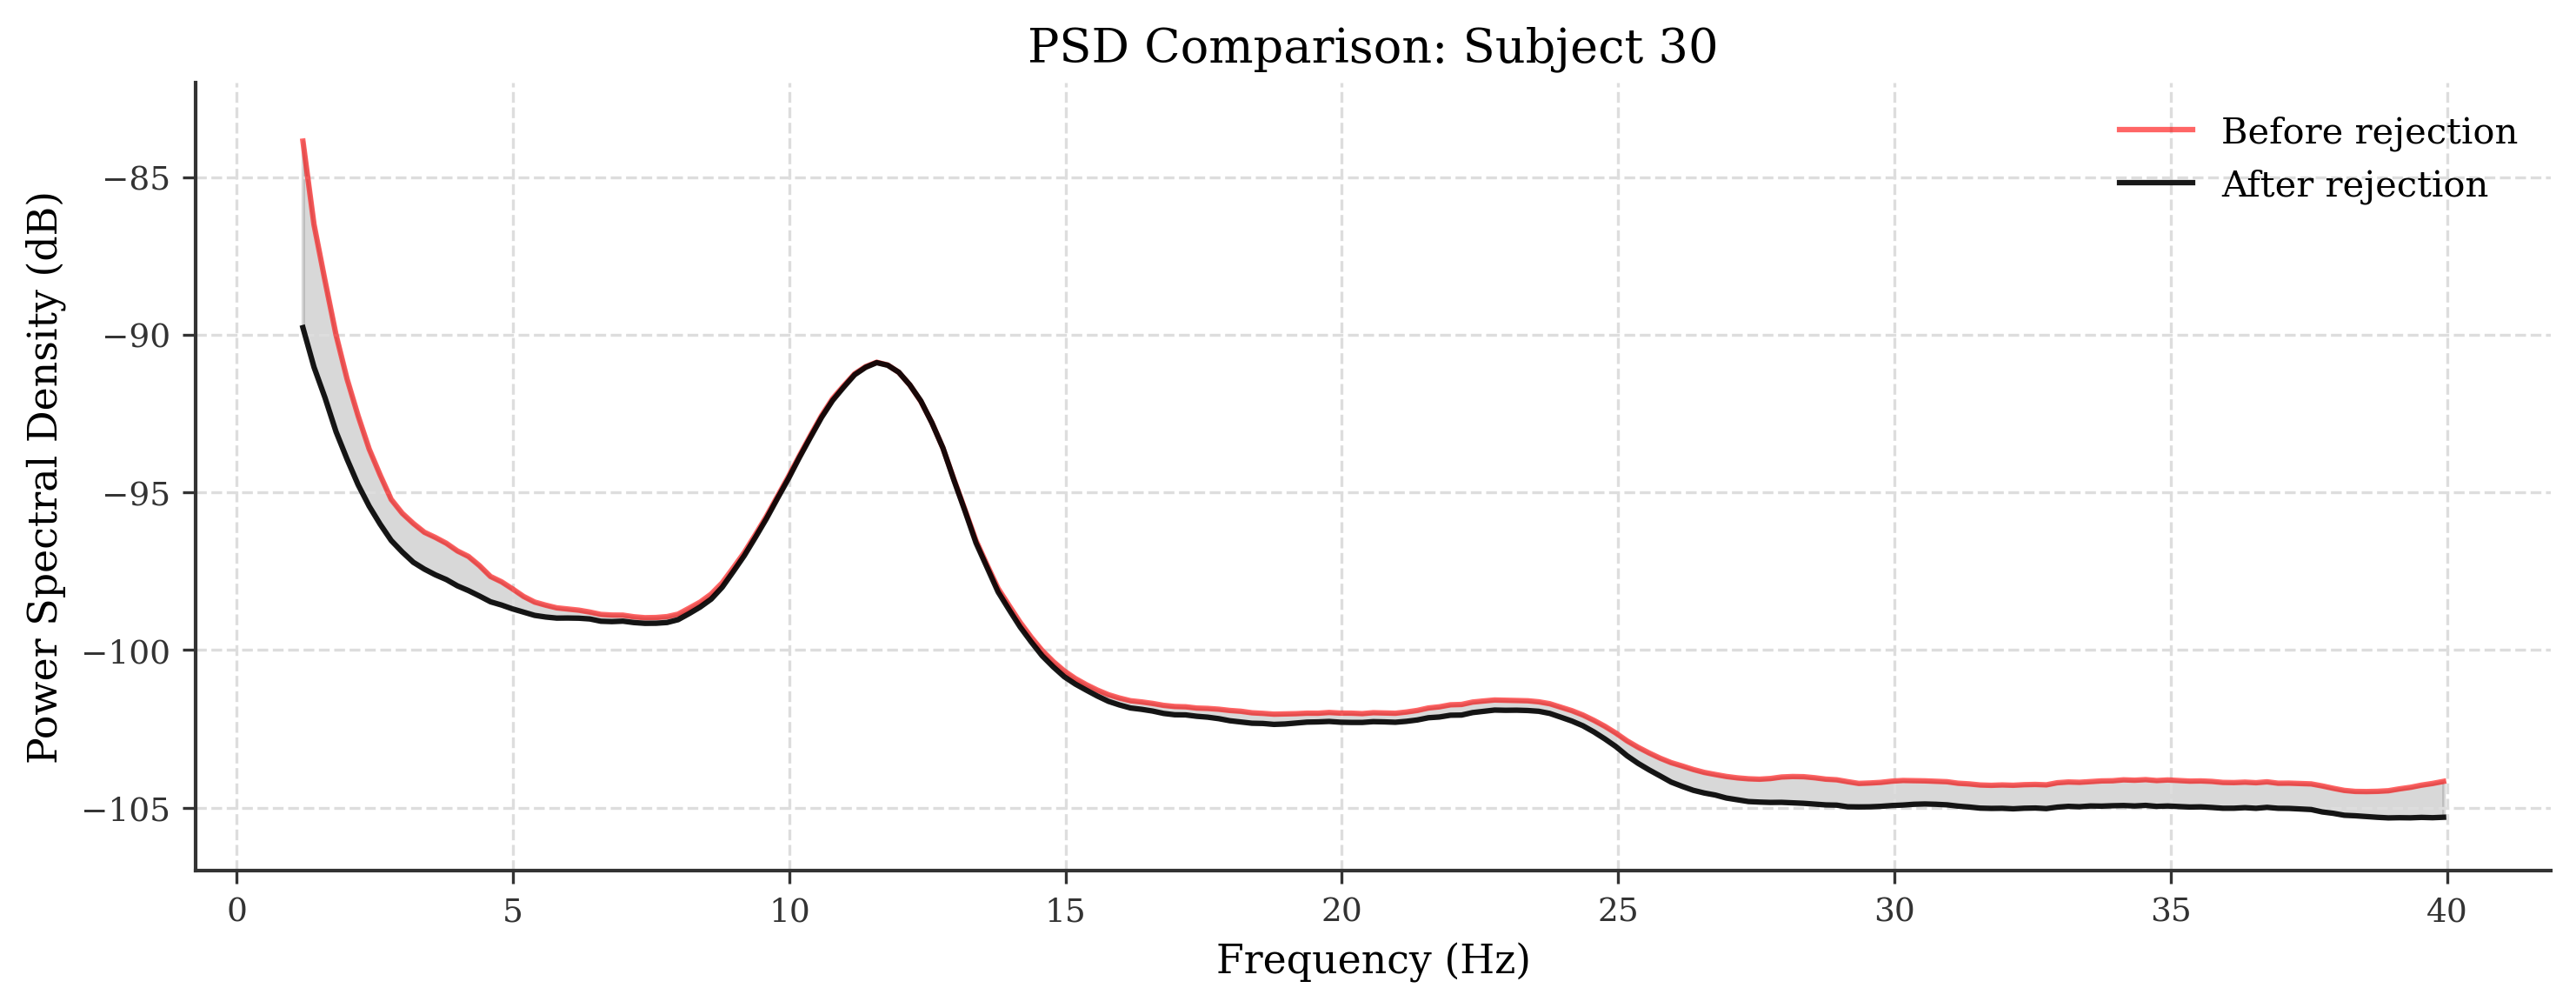 PSD Comparison: Subject 30
Before rejection
After rejection
Power Spectral Density (dB)
−85
−90
−95
−100
−105
0 5 10 15 20 25 30 35 40
Frequency (Hz)